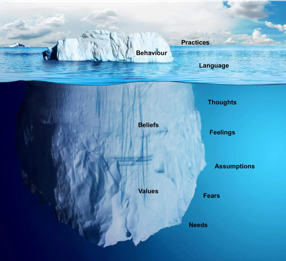 Practices
Behaviour
Language
Thoughts
Beliefs
Feelings
Assumptions
Values
Fears
Needs